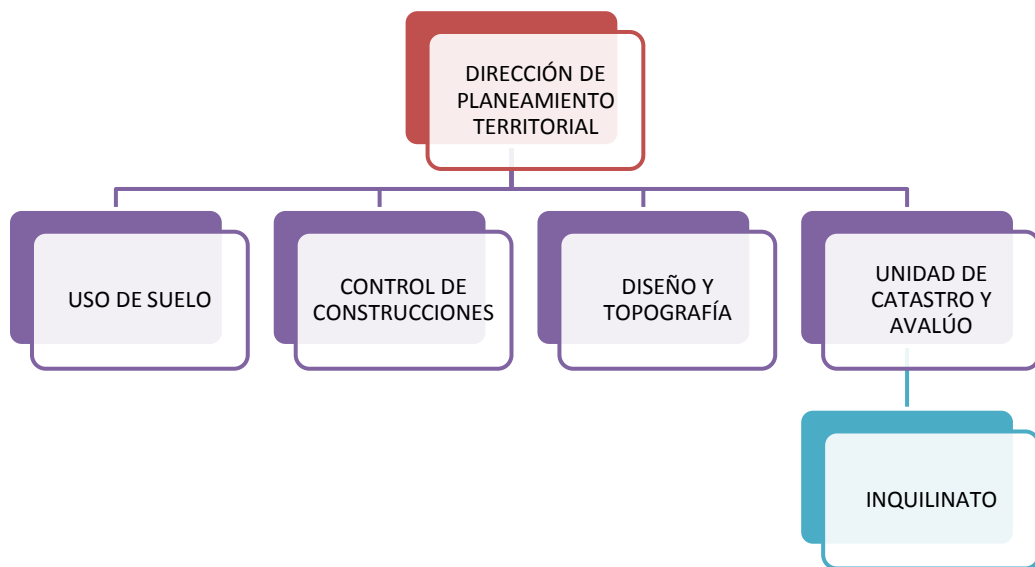 DIRECCIÓN DE
PLANEAMIENTO
TERRITORIAL
USO DE SUELO
CONTROL DE
CONSTRUCCIONES
DISEÑO Y
TOPOGRAFÍA
UNIDAD DE
CATASTRO Y
AVALÚO
INQUILINATO